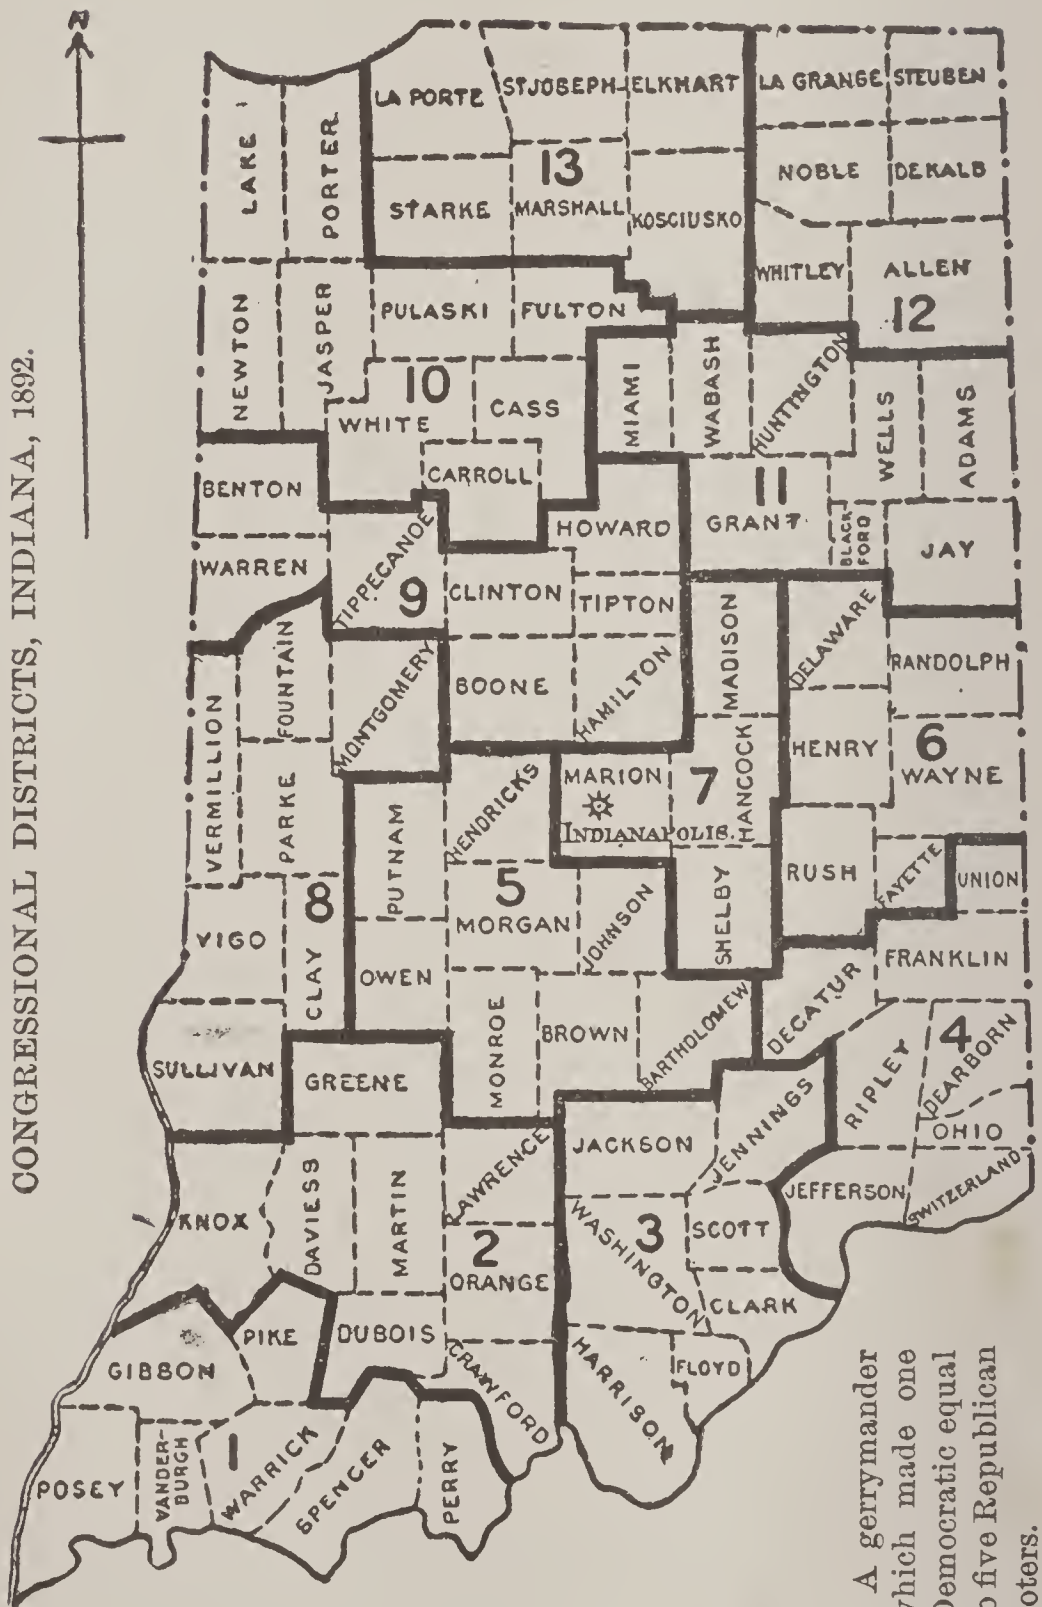 CONGRESSIONAL DISTRICTS, INDIANA, 1892.
N
LA PORTE
ST JOSEPH
ELKHART
LA GRANGE
STEUBEN
LAKE
PORTER
13
NOBLE
DEKALB
STARKE
MARSHALL
KOSCIUSKO
WHITLEY
ALLEN
12
NEWTON
JASPER
PULASKI
FULTON
10
WHITE
CASS
MIAMI
WABASH
HUNTINGTON
WELLS
ADAMS
BENTON
CARROLL
11
HOWARD
GRANT
BLACK
FORD
JAY
WARREN
TIPPECANOE
9
CLINTON
TIPTON
MADISON
DELAWARE
RANDOLPH
FOUNTAIN
MONTGOMERY
BOONE
HAMILTON
HENRY
6
WAYNE
VERMILLION
PARKE
HENDRICKS
MARION
INDIANAPOLIS.
7
HANCOCK
PUTNAM
RUSH
FAYETTE
UNION
VIGO
8
CLAY
5
MORGAN
JOHNSON
SHELBY
FRANKLIN
OWEN
DECATUR
SULLIVAN
GREENE
MONROE
BROWN
BARTHOLOMEW
RIPLEY
4
DEARBORN
OHIO
JACKSON
JENNINGS
LAWRENCE
JEFFERSON
SWITZERLAND
KNOX
DAVIESS
MARTIN
2
ORANGE
WASHINGTON
3
SCOTT
CLARK
PIKE
DUBOIS
GIBBON
CRAWFORD
HARRISON
FLOYD
POSEY
VANDER-
BURGH
1
WARRICK
SPENCER
PERRY
A gerrymander
which made one
Democratic equal
to five Republican
voters.